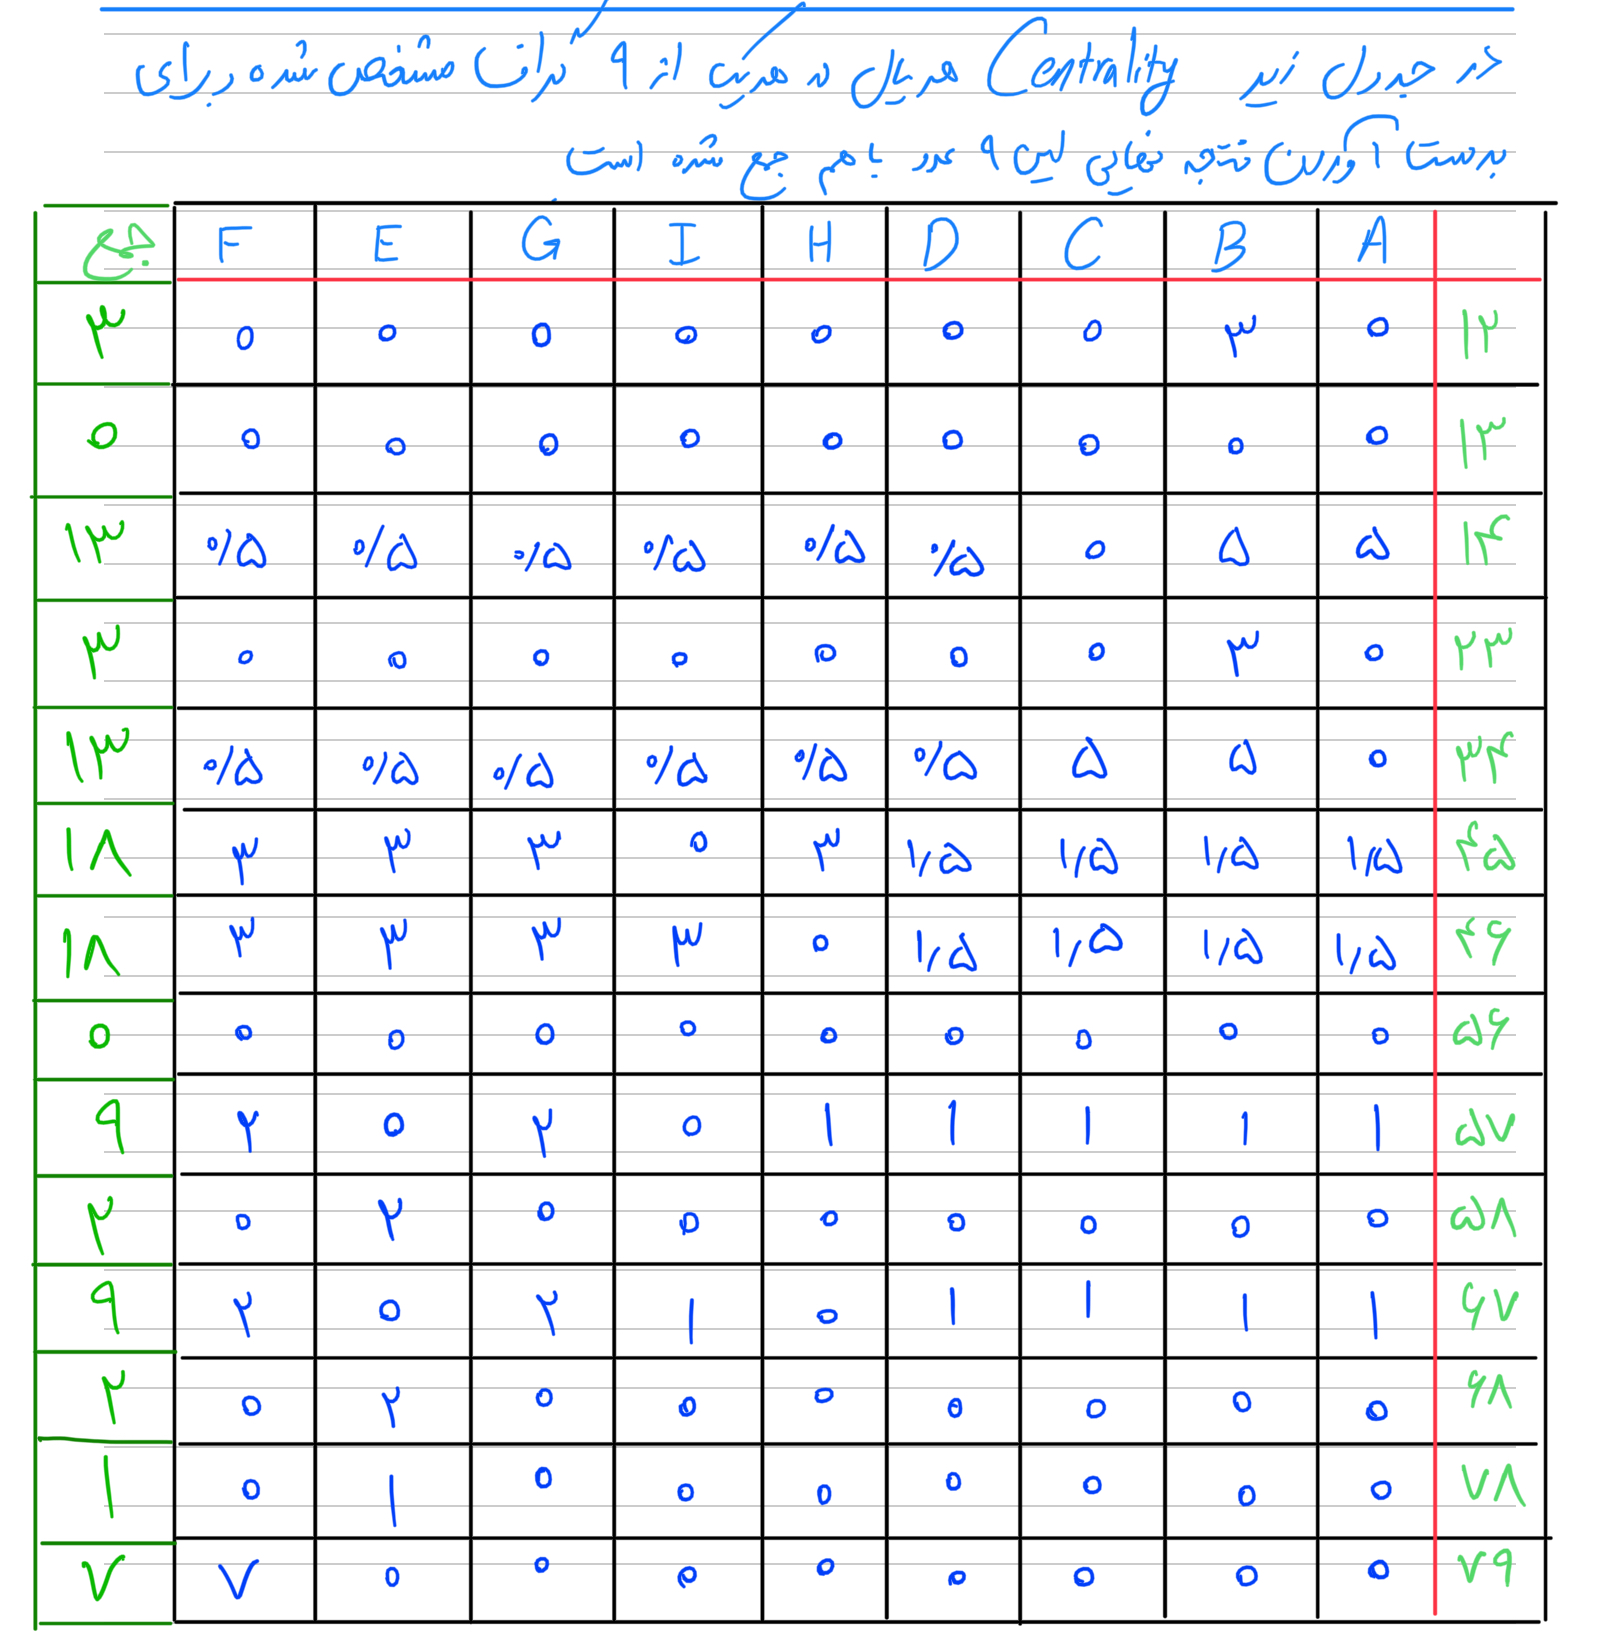 در جدول زیر Centrality هر یال در هر یک از ۹ گراف مشخص شده و برای
بدست آوردن نتیجه نهایی این ۹ عدد با هم جمع شده است
A B C D H I G E F جمع
۱۲ ۰ ۳ ۰ ۰ ۰ ۰ ۰ ۰ ۰ ۳
۱۳ ۰ ۰ ۰ ۰ ۰ ۰ ۰ ۰ ۰ ۰
۱۴ ۵ ۵ ۰ ۰/۵ ۰/۵ ۰/۵ ۰/۵ ۰/۵ ۰/۵ ۱۳
۲۳ ۰ ۳ ۰ ۰ ۰ ۰ ۰ ۰ ۰ ۳
۳۴ ۰ ۵ ۵ ۰/۵ ۰/۵ ۰/۵ ۰/۵ ۰/۵ ۰/۵ ۱۳
۴۵ ۱٫۵ ۱٫۵ ۱٫۵ ۱٫۵ ۳ ۰ ۳ ۳ ۳ ۱۸
۴۶ ۱٫۵ ۱٫۵ ۱٫۵ ۱٫۵ ۰ ۳ ۳ ۳ ۳ ۱۸
۵۶ ۰ ۰ ۰ ۰ ۰ ۰ ۰ ۰ ۰ ۰
۵۷ ۱ ۱ ۱ ۱ ۱ ۰ ۲ ۰ ۲ ۹
۵۸ ۰ ۰ ۰ ۰ ۰ ۰ ۰ ۲ ۰ ۲
۶۷ ۱ ۱ ۱ ۱ ۰ ۱ ۲ ۰ ۲ ۹
۶۸ ۰ ۰ ۰ ۰ ۰ ۰ ۰ ۲ ۰ ۲
۷۸ ۰ ۰ ۰ ۰ ۰ ۰ ۰ ۱ ۰ ۱
۷۹ ۰ ۰ ۰ ۰ ۰ ۰ ۰ ۰ ۷ ۷